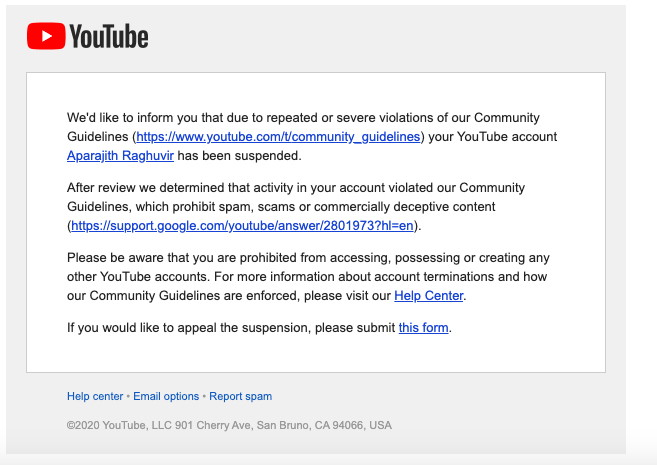 YouTube
We'd like to inform you that due to repeated or severe violations of our Community
Guidelines (https://www.youtube.com/t/community_guidelines) your YouTube account
Aparajith Raghuvir has been suspended.
After review we determined that activity in your account violated our Community
Guidelines, which prohibit spam, scams or commercially deceptive content
(https://support.google.com/youtube/answer/2801973?hl=en).
Please be aware that you are prohibited from accessing, possessing or creating any
other YouTube accounts. For more information about account terminations and how
our Community Guidelines are enforced, please visit our Help Center.
If you would like to appeal the suspension, please submit this form.
Help center • Email options • Report spam
©2020 YouTube, LLC 901 Cherry Ave, San Bruno, CA 94066, USA